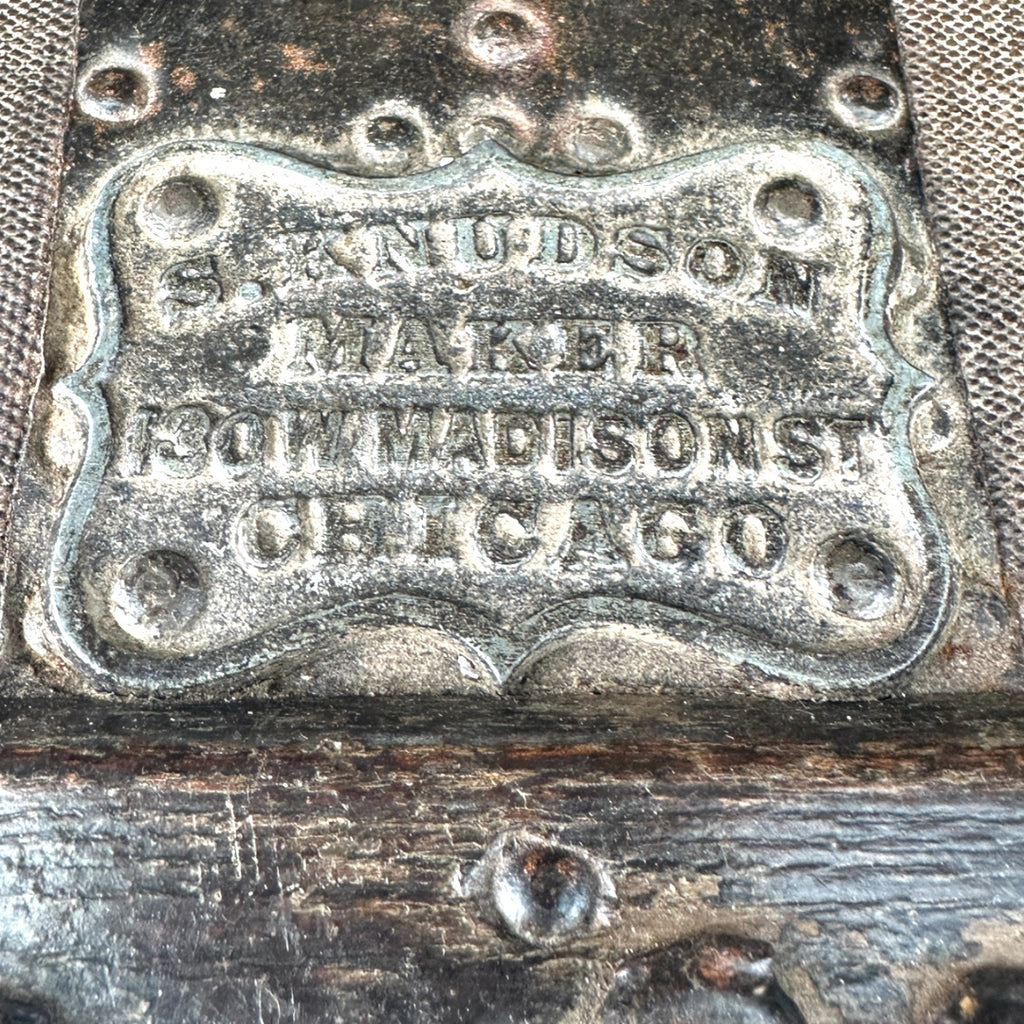 S. KNUDSON
MAKER
130 W MADISON ST
CHICAGO